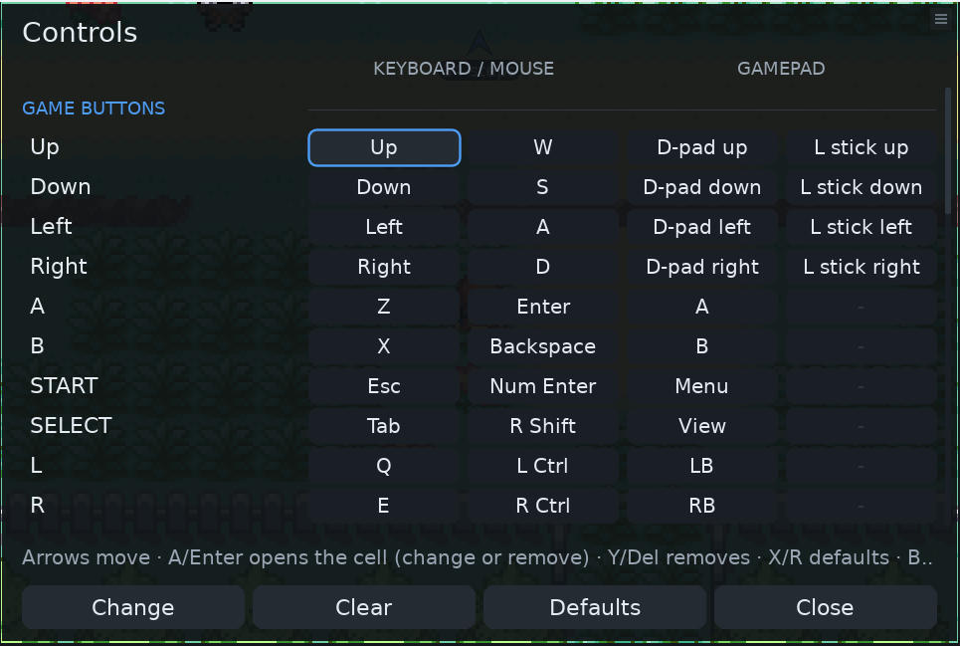 Controls
KEYBOARD / MOUSE GAMEPAD
GAME BUTTONS
Up Up W D-pad up L stick up
Down Down S D-pad down L stick down
Left Left A D-pad left L stick left
Right Right D D-pad right L stick right
A Z Enter A -
B X Backspace B -
START Esc Num Enter Menu -
SELECT Tab R Shift View -
L Q L Ctrl LB -
R E R Ctrl RB -
Arrows move · A/Enter opens the cell (change or remove) · Y/Del removes · X/R defaults · B..
Change Clear Defaults Close